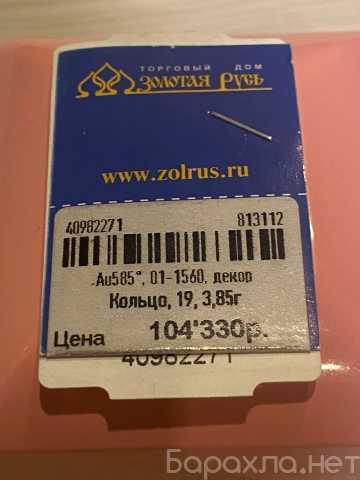 ТОРГОВЫЙ ДОМ
ЗОЛОТАЯ РУСЬ
www.zolrus.ru
40982271 813112
Au585°, 01-1560, декор
Кольцо, 19, 3,85г
Цена 104'330р.
40982271
Барахла.нет